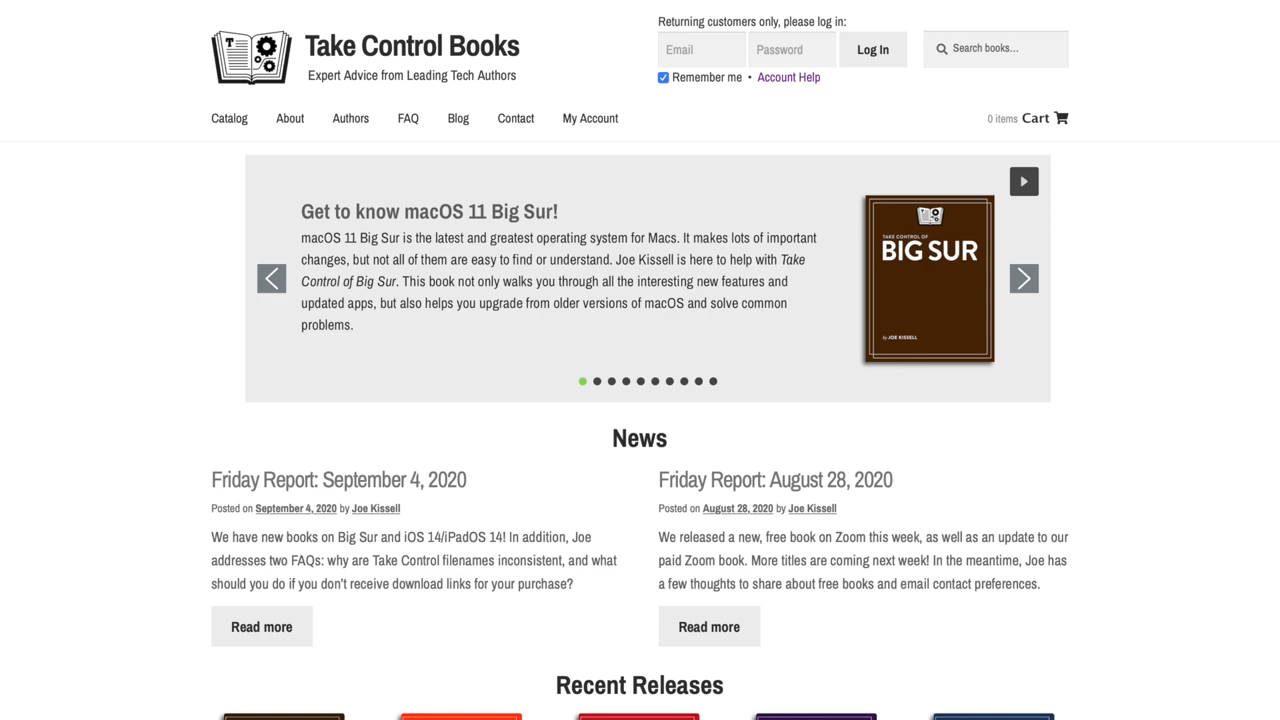 Take Control Books
Expert Advice from Leading Tech Authors
Returning customers only, please log in:
Email
Password
Log In
Search books...
Remember me • Account Help
Catalog
About
Authors
FAQ
Blog
Contact
My Account
0 items Cart
Get to know macOS 11 Big Sur!
macOS 11 Big Sur is the latest and greatest operating system for Macs. It makes lots of important
changes, but not all of them are easy to find or understand. Joe Kissell is here to help with Take
Control of Big Sur. This book not only walks you through all the interesting new features and
updated apps, but also helps you upgrade from older versions of macOS and solve common
problems.
TAKE CONTROL OF
BIG SUR
by JOE KISSELL
News
Friday Report: September 4, 2020
Posted on September 4, 2020 by Joe Kissell
We have new books on Big Sur and iOS 14/iPadOS 14! In addition, Joe
addresses two FAQs: why are Take Control filenames inconsistent, and what
should you do if you don't receive download links for your purchase?
Read more
Friday Report: August 28, 2020
Posted on August 28, 2020 by Joe Kissell
We released a new, free book on Zoom this week, as well as an update to our
paid Zoom book. More titles are coming next week! In the meantime, Joe has
a few thoughts to share about free books and email contact preferences.
Read more
Recent Releases